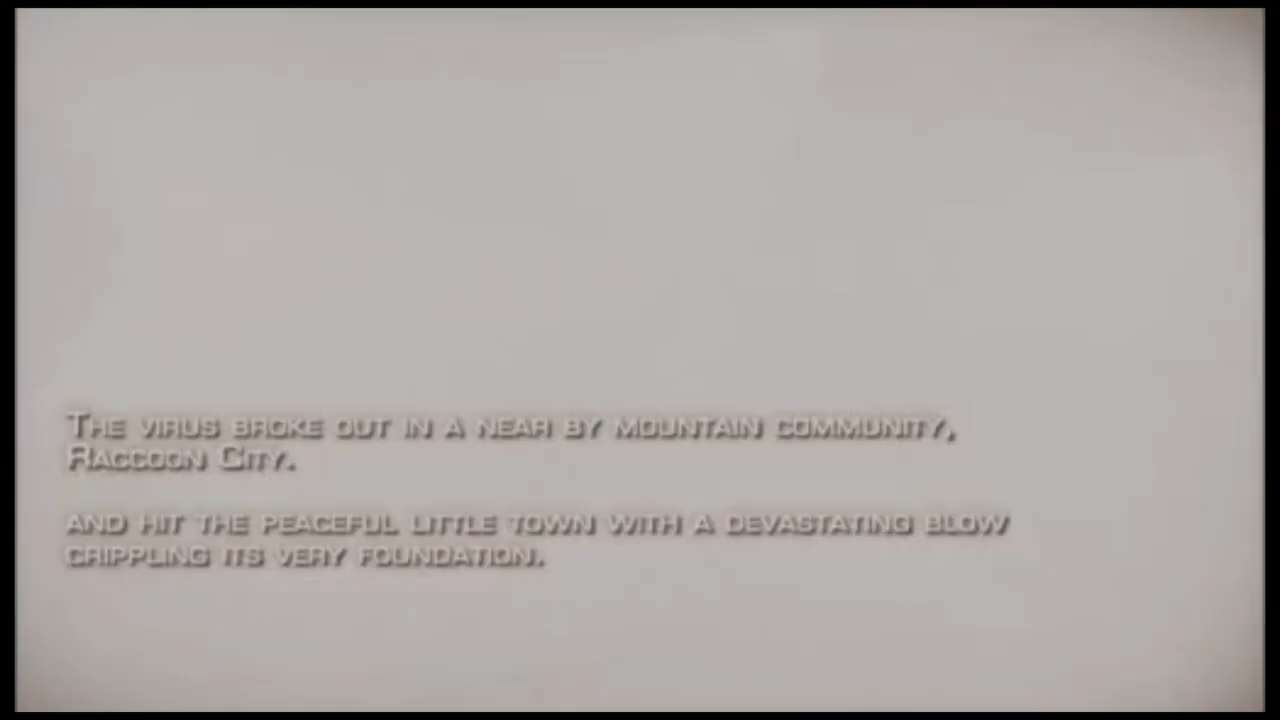 The virus broke out in a near by mountain community,
Raccoon City.
and hit the peaceful little town with a devastating blow
crippling its very foundation.